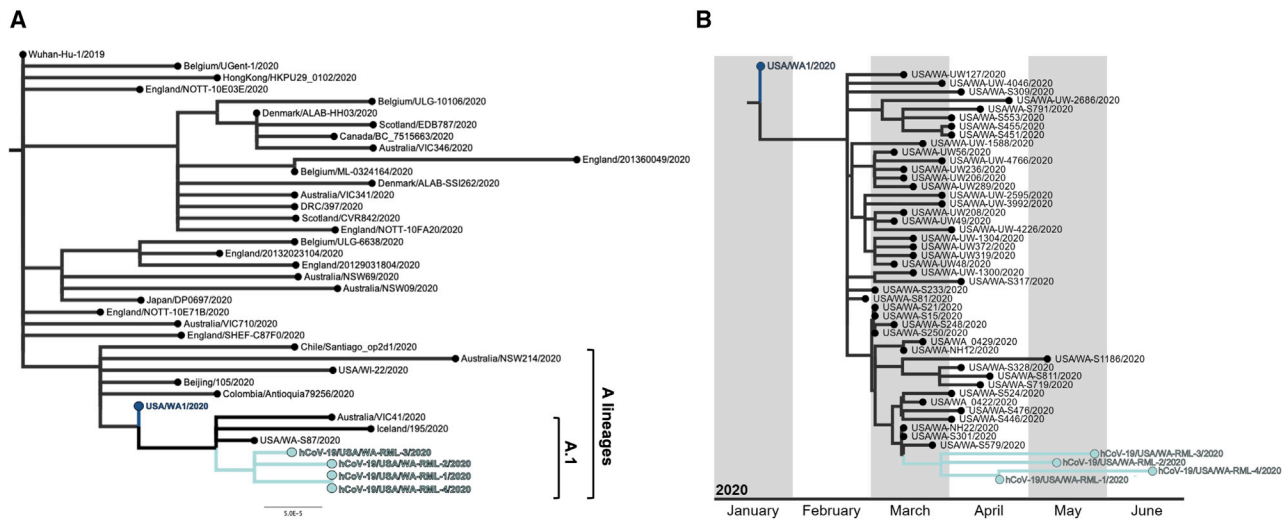 A
Wuhan-Hu-1/2019
Belgium/UGent-1/2020
HongKong/HKPU29_0102/2020
England/NOTT-10E03E/2020
Belgium/ULG-10106/2020
Denmark/ALAB-HH03/2020
Scotland/EDB787/2020
Canada/BC_7515663/2020
Australia/VIC346/2020
England/201360049/2020
Belgium/ML-0324164/2020
Denmark/ALAB-SSI262/2020
Australia/VIC341/2020
DRC/397/2020
Scotland/CVR842/2020
England/NOTT-10FA20/2020
Belgium/ULG-6638/2020
England/20132023104/2020
England/20129031804/2020
Australia/NSW69/2020
Australia/NSW09/2020
Japan/DP0697/2020
England/NOTT-10E71B/2020
Australia/VIC710/2020
England/SHEF-C87F0/2020
Chile/Santiago_op2d1/2020
Australia/NSW214/2020
USA/WI-22/2020
Beijing/105/2020
Colombia/Antioquia79256/2020
USA/WA1/2020
Australia/VIC41/2020
Iceland/195/2020
USA/WA-S87/2020
hCoV-19/USA/WA-RML-3/2020
hCoV-19/USA/WA-RML-2/2020
hCoV-19/USA/WA-RML-1/2020
hCoV-19/USA/WA-RML-4/2020
A.1
A lineages
5.0E-5
B
USA/WA1/2020
USA/WA-UW127/2020
USA/WA-UW-4046/2020
USA/WA-S309/2020
USA/WA-UW-2686/2020
USA/WA-S791/2020
USA/WA-S553/2020
USA/WA-S455/2020
USA/WA-S451/2020
USA/WA-UW-1588/2020
USA/WA-UW56/2020
USA/WA-UW-4766/2020
USA/WA-UW236/2020
USA/WA-UW206/2020
USA/WA-UW289/2020
USA/WA-UW-2595/2020
USA/WA-UW-3992/2020
USA/WA-UW208/2020
USA/WA-UW49/2020
USA/WA-UW-4226/2020
USA/WA-UW-1304/2020
USA/WA-UW372/2020
USA/WA-UW319/2020
USA/WA-UW48/2020
USA/WA-UW-1300/2020
USA/WA-S317/2020
USA/WA-S233/2020
USA/WA-S81/2020
USA/WA-S21/2020
USA/WA-S15/2020
USA/WA-S248/2020
USA/WA-S250/2020
USA/WA_0429/2020
USA/WA-NH12/2020
USA/WA-S1186/2020
USA/WA-S328/2020
USA/WA-S811/2020
USA/WA-S719/2020
USA/WA-S524/2020
USA/WA_0422/2020
USA/WA-S476/2020
USA/WA-S446/2020
USA/WA-NH22/2020
USA/WA-S301/2020
USA/WA-S579/2020
hCoV-19/USA/WA-RML-3/2020
hCoV-19/USA/WA-RML-2/2020
hCoV-19/USA/WA-RML-4/2020
hCoV-19/USA/WA-RML-1/2020
2020
January February March April May June